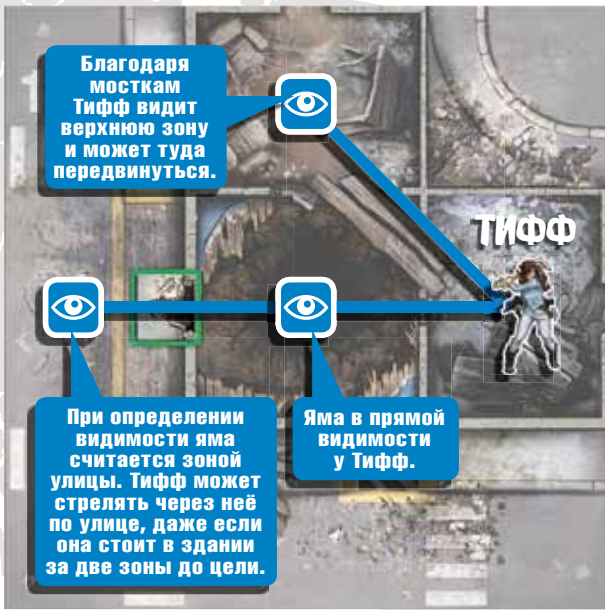 Благодаря
мосткам
Тифф видит
верхнюю зону
и может туда
передвинуться.
ТИФФ
При определении
видимости яма
считается зоной
улицы. Тифф может
стрелять через неё
по улице, даже если
она стоит в здании
за две зоны до цели.
Яма в прямой
видимости
у Тифф.